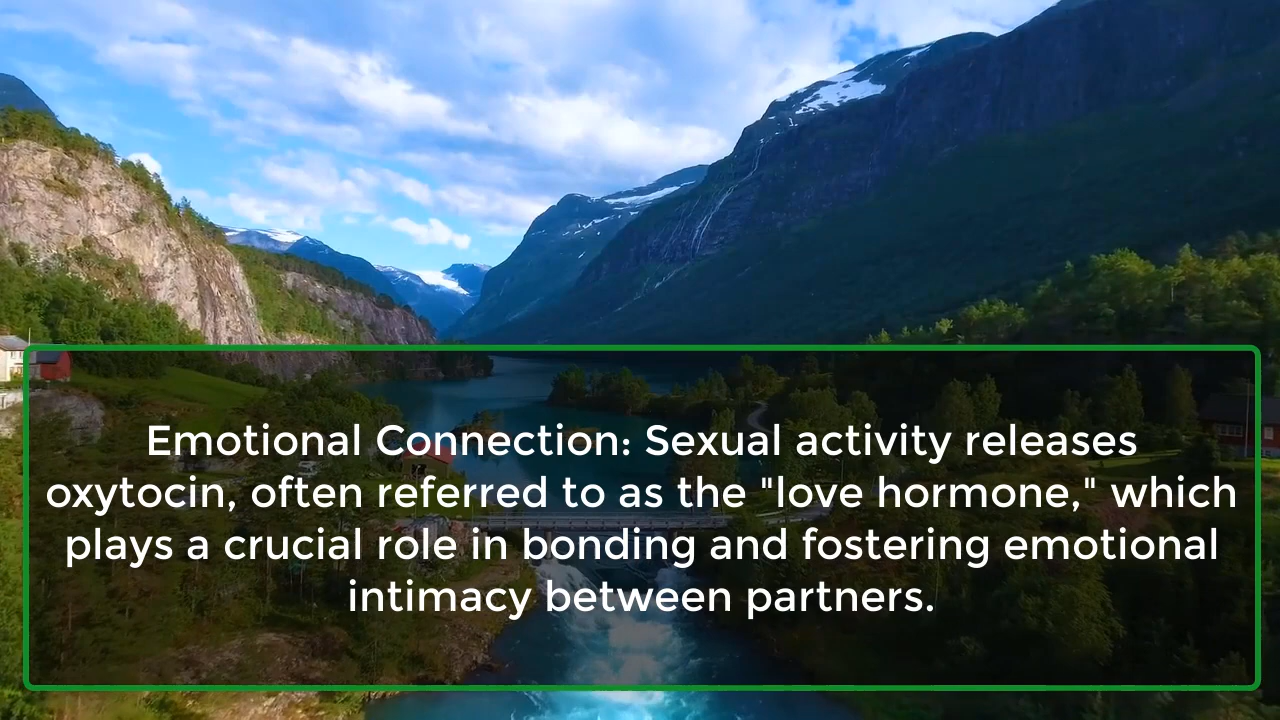 Emotional Connection: Sexual activity releases
oxytocin, often referred to as the "love hormone," which
plays a crucial role in bonding and fostering emotional
intimacy between partners.